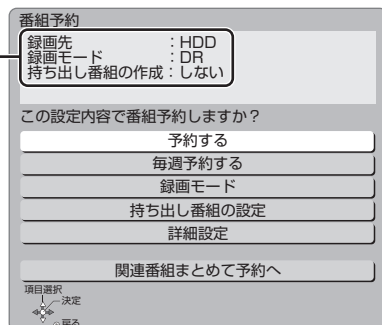 番組予約
録画先　　　　　：HDD
録画モード　　　：DR
持ち出し番組の作成：しない
この設定内容で番組予約しますか？
予約する
毎週予約する
録画モード
持ち出し番組の設定
詳細設定
関連番組まとめて予約へ
項目選択
決定
戻る